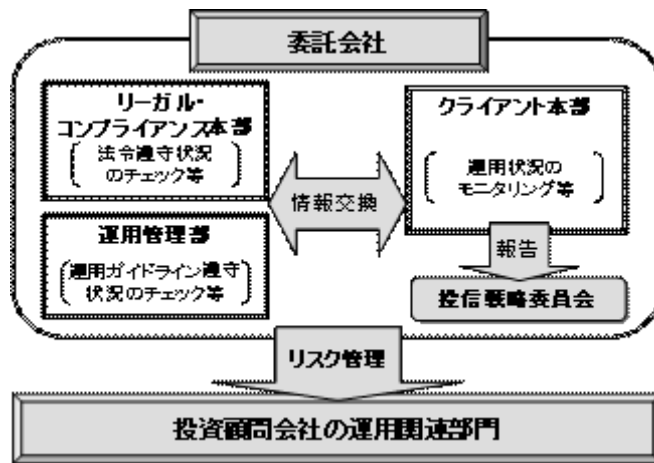 委託会社
リーガル・
コンプライアンス本部
法令遵守状況
のチェック等
運用管理部
運用ガイドライン遵守
状況のチェック等
情報交換
クライアント本部
運用状況の
モニタリング等
報告
投信戦略委員会
リスク管理
投資顧問会社の運用関連部門